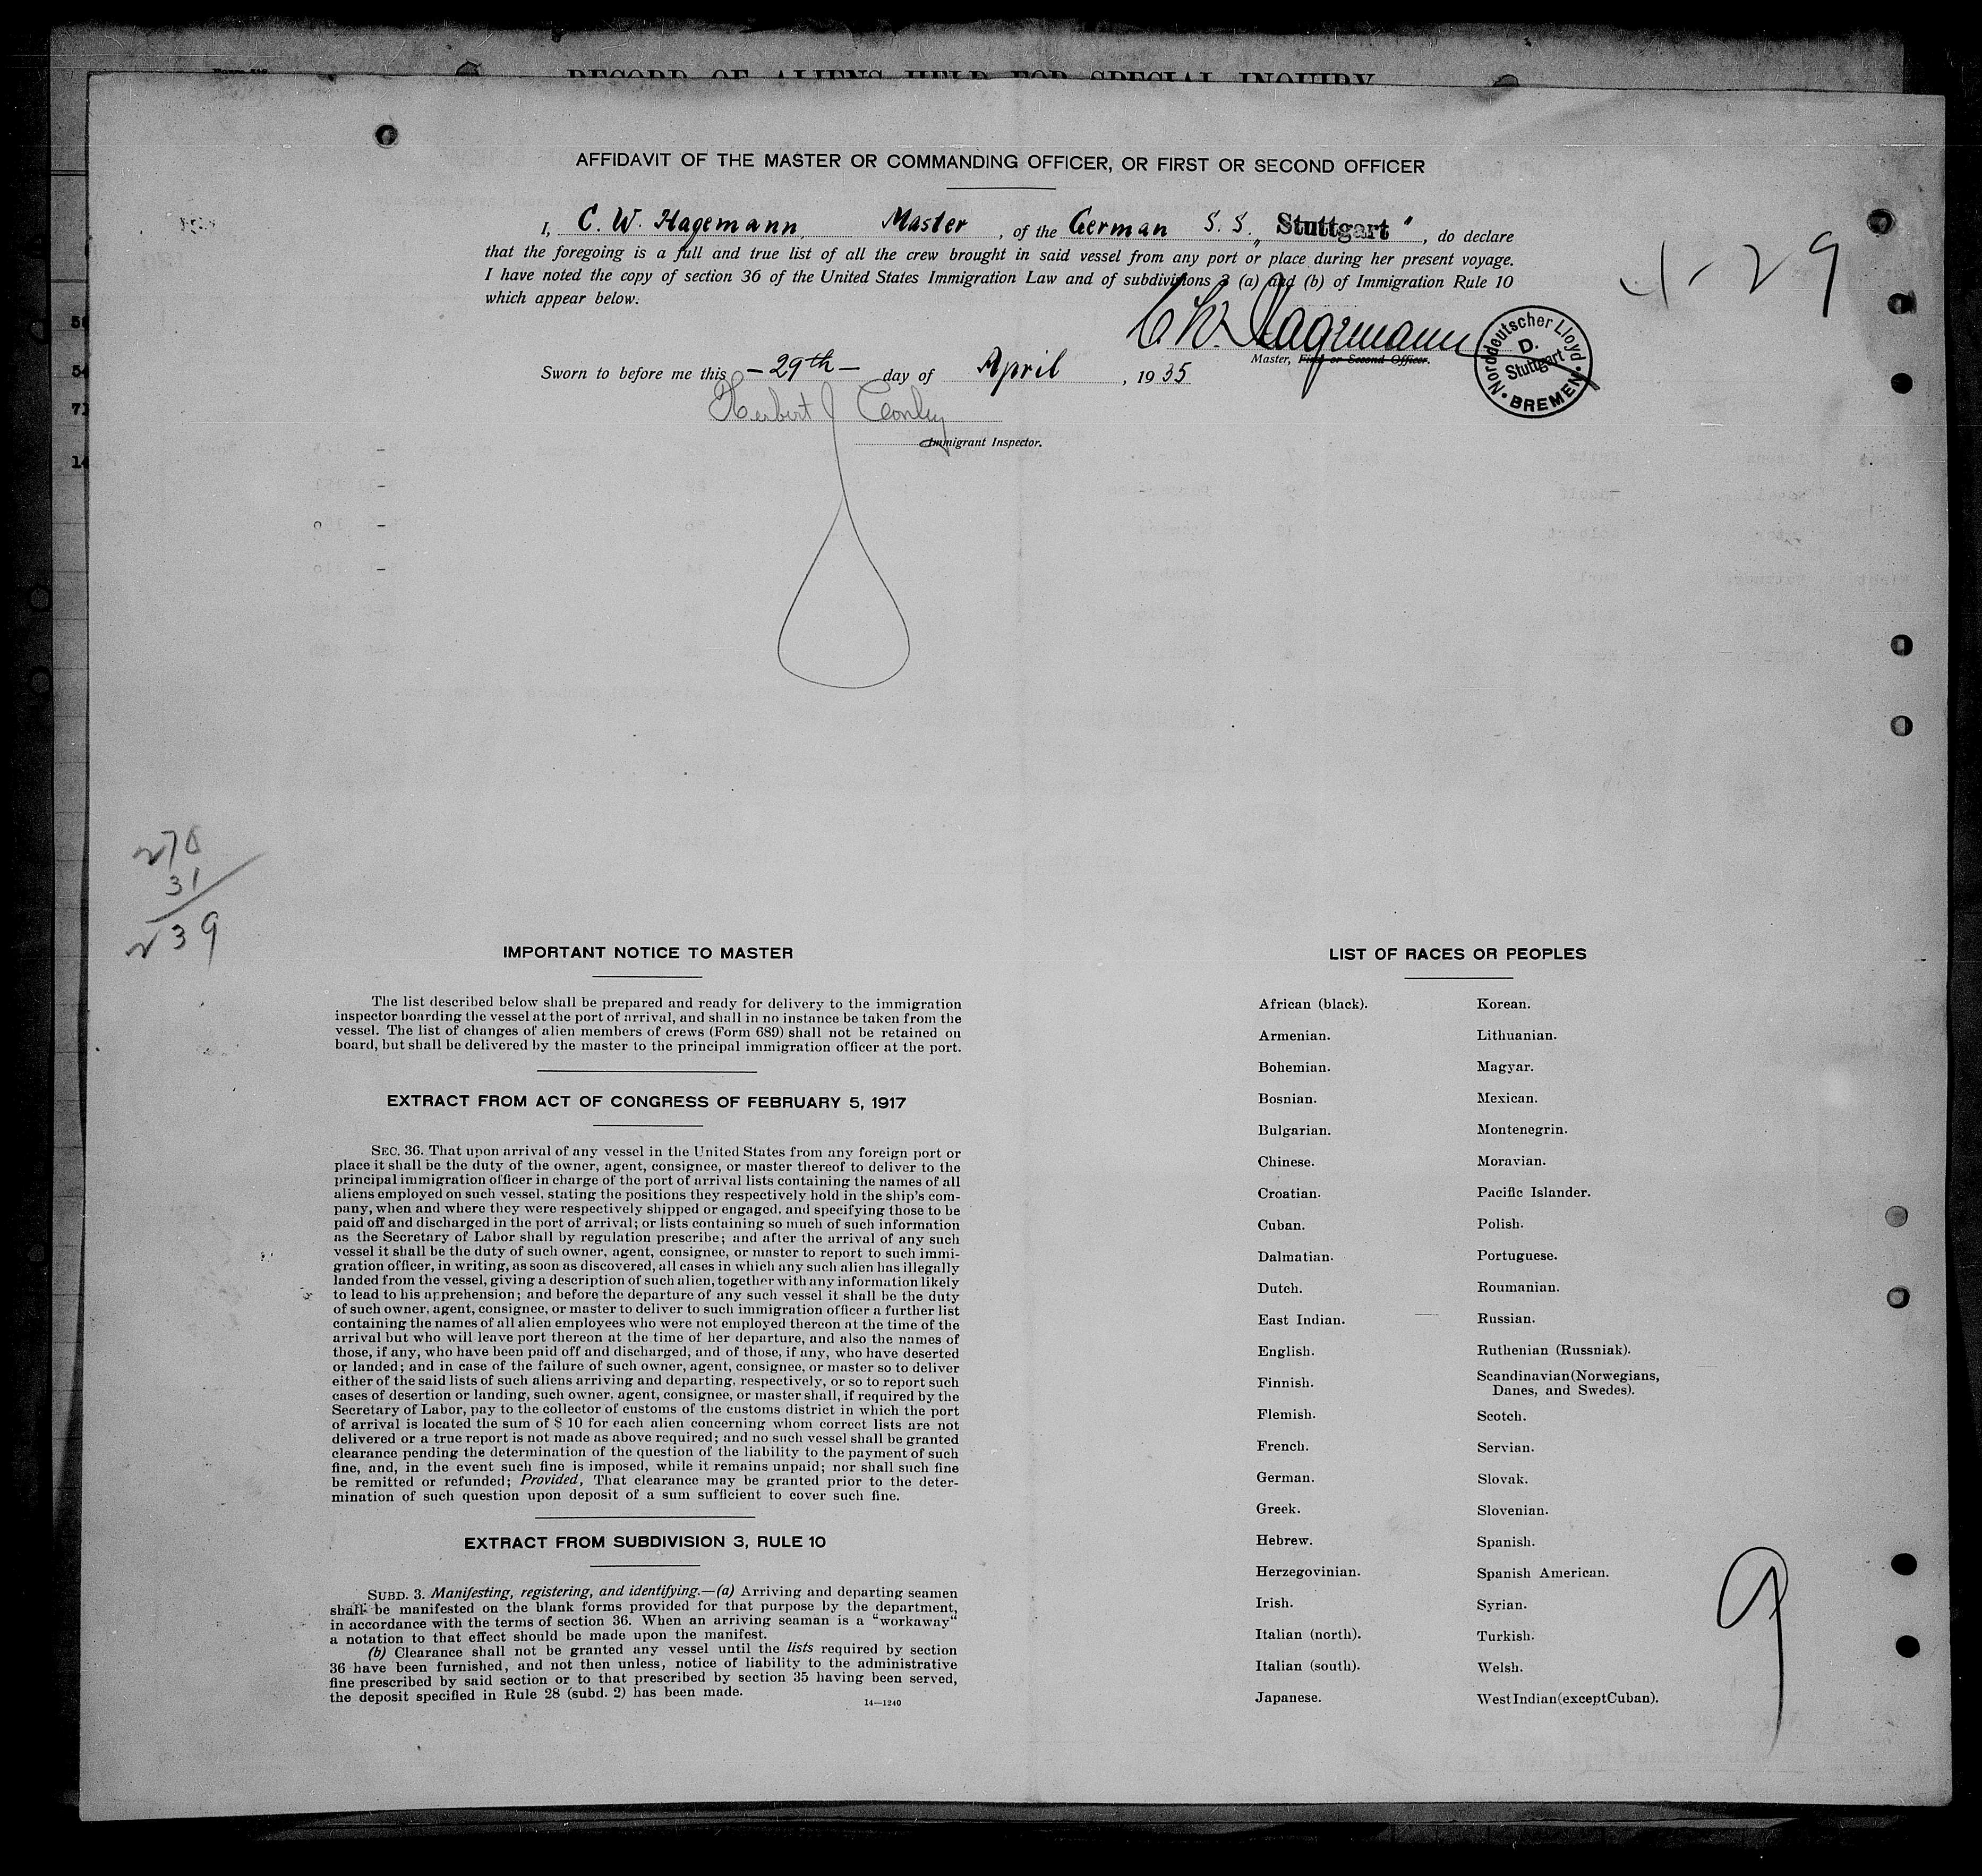 RECORD OF ALIENS HELD FOR SPECIAL INQUIRY
AFFIDAVIT OF THE MASTER OR COMMANDING OFFICER, OR FIRST OR SECOND OFFICER
I, C. W. Hagemann, Master, of the German S. S. „Stuttgart", do declare
that the foregoing is a full and true list of all the crew brought in said vessel from any port or place during her present voyage.
I have noted the copy of section 36 of the United States Immigration Law and of subdivisions 3 (a) and (b) of Immigration Rule 10
which appear below.
4-29
C. W. Hagemann
Master, First or Second Officer.
Norddeutscher Lloyd
D.
Stuttgart
BREMEN
Sworn to before me this -29th- day of April, 1935
Herbert J
Immigrant Inspector.
270
31
239
IMPORTANT NOTICE TO MASTER
The list described below shall be prepared and ready for delivery to the immigration
inspector boarding the vessel at the port of arrival, and shall in no instance be taken from the
vessel. The list of changes of alien members of crews (Form 689) shall not be retained on
board, but shall be delivered by the master to the principal immigration officer at the port.
EXTRACT FROM ACT OF CONGRESS OF FEBRUARY 5, 1917
SEC. 36. That upon arrival of any vessel in the United States from any foreign port or
place it shall be the duty of the owner, agent, consignee, or master thereof to deliver to the
principal immigration officer in charge of the port of arrival lists containing the names of all
aliens employed on such vessel, stating the positions they respectively hold in the ship's com-
pany, when and where they were respectively shipped or engaged, and specifying those to be
paid off and discharged in the port of arrival; or lists containing so much of such information
as the Secretary of Labor shall by regulation prescribe; and after the arrival of any such
vessel it shall be the duty of such owner, agent, consignee, or master to report to such immi-
gration officer, in writing, as soon as discovered, all cases in which any such alien has illegally
landed from the vessel, giving a description of such alien, together with any information likely
to lead to his apprehension; and before the departure of any such vessel it shall be the duty
of such owner, agent, consignee, or master to deliver to such immigration officer a further list
containing the names of all alien employees who were not employed thereon at the time of the
arrival but who will leave port thereon at the time of her departure, and also the names of
those, if any, who have been paid off and discharged, and of those, if any, who have deserted
or landed; and in case of the failure of such owner, agent, consignee, or master so to deliver
either of the said lists of such aliens arriving and departing, respectively, or so to report such
cases of desertion or landing, such owner, agent, consignee, or master shall, if required by the
Secretary of Labor, pay to the collector of customs of the customs district in which the port
of arrival is located the sum of $ 10 for each alien concerning whom correct lists are not
delivered or a true report is not made as above required; and no such vessel shall be granted
clearance pending the determination of the question of the liability to the payment of such
fine, and, in the event such fine is imposed, while it remains unpaid; nor shall such fine
be remitted or refunded; Provided, That clearance may be granted prior to the deter-
mination of such question upon deposit of a sum sufficient to cover such fine.
EXTRACT FROM SUBDIVISION 3, RULE 10
SUBD. 3. Manifesting, registering, and identifying.—(a) Arriving and departing seamen
shall be manifested on the blank forms provided for that purpose by the department,
in accordance with the terms of section 36. When an arriving seaman is a “workaway“
a notation to that effect should be made upon the manifest.
(b) Clearance shall not be granted any vessel until the lists required by section
36 have been furnished, and not then unless, notice of liability to the administrative
fine prescribed by said section or to that prescribed by section 35 having been served,
the deposit specified in Rule 28 (subd. 2) has been made.
14—1240
LIST OF RACES OR PEOPLES
African (black).
Armenian.
Bohemian.
Bosnian.
Bulgarian.
Chinese.
Croatian.
Cuban.
Dalmatian.
Dutch.
East Indian.
English.
Finnish.
Flemish.
French.
German.
Greek.
Hebrew.
Herzegovinian.
Irish.
Italian (north).
Italian (south).
Japanese.
Korean.
Lithuanian.
Magyar.
Mexican.
Montenegrin.
Moravian.
Pacific Islander.
Polish.
Portuguese.
Roumanian.
Russian.
Ruthenian (Russniak).
Scandinavian (Norwegians,
Danes, and Swedes).
Scotch.
Servian.
Slovak.
Slovenian.
Spanish.
Spanish American.
Syrian.
Turkish.
Welsh.
West Indian (except Cuban).
9